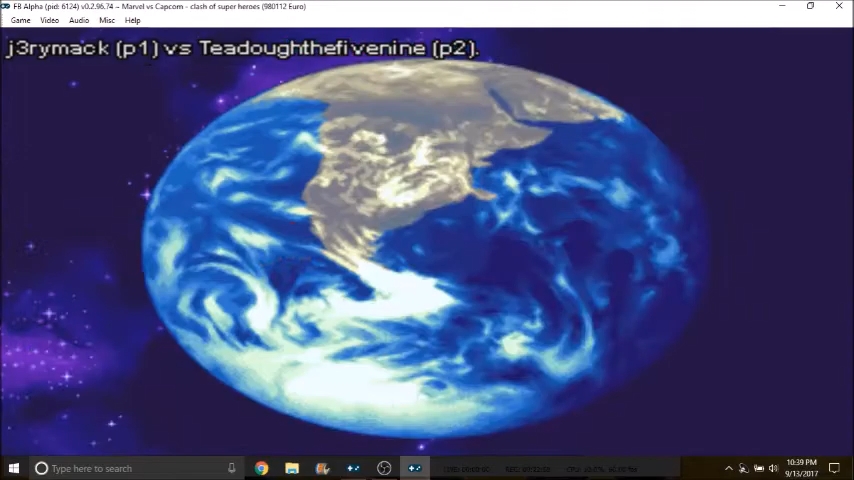 FB Alpha (pid: 6124) v0.2.96.74 - Marvel vs Capcom - clash of super heroes (980112 Euro)
Game Video Audio Misc Help
j3rymack (p1) vs Teadoughthefivenine (p2).
Type here to search
10:39 PM
9/13/2017